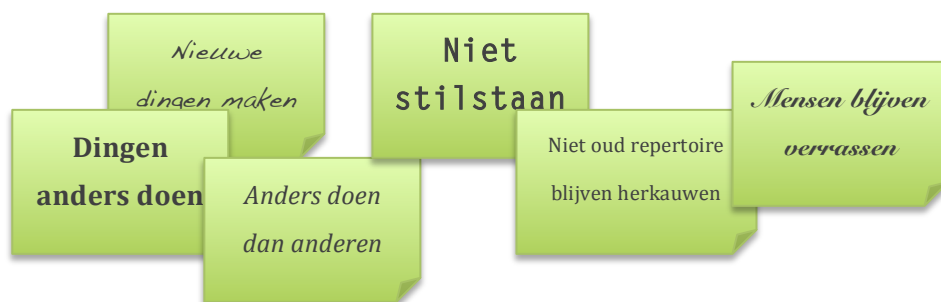 Nieuwe
dingen maken
Dingen
anders doen
Anders doen
dan anderen
Niet
stilstaan
Niet oud repertoire
blijven herkauwen
Mensen blijven
verrassen